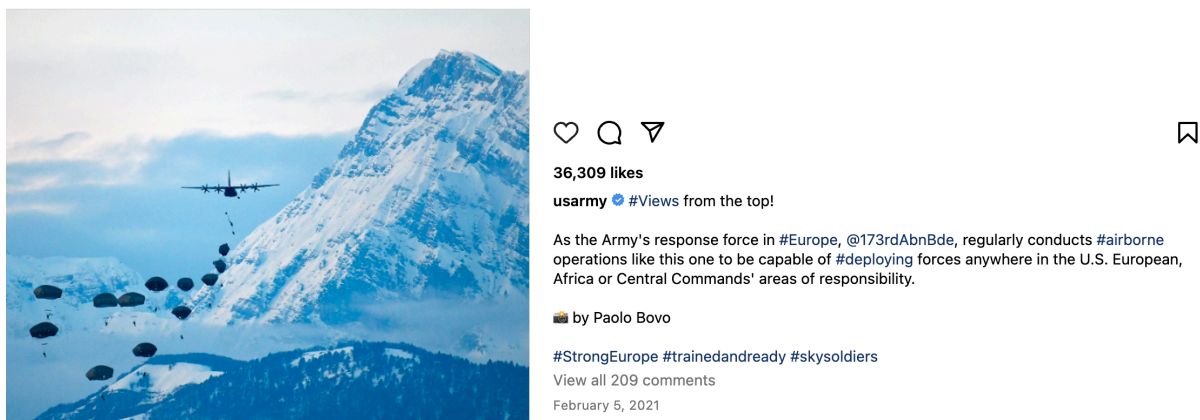 36,309 likes
usarmy #Views from the top!
As the Army's response force in #Europe, @173rdAbnBde, regularly conducts #airborne
operations like this one to be capable of #deploying forces anywhere in the U.S. European,
Africa or Central Commands' areas of responsibility.
📸 by Paolo Bovo
#StrongEurope #trainedandready #skysoldiers
View all 209 comments
February 5, 2021